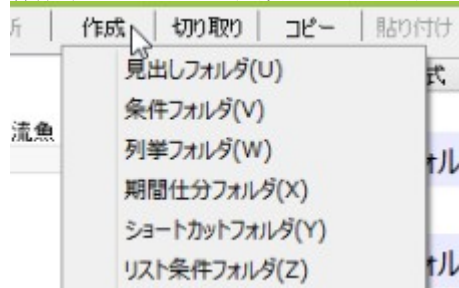 作成 切り取り コピー 貼り付け
見出しフォルダ(U)
式
条件フォルダ(V)
流魚
列挙フォルダ(W)
期間仕分フォルダ(X)
ショートカットフォルダ(Y)
リスト条件フォルダ(Z)